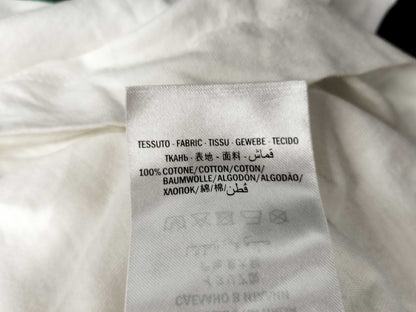 TESSUTO - FABRIC - TISSU - GEWEBE - TECIDO
ТКАНЬ - 表地 - 面料 - قماش
100% COTONE/COTTON/COTON/
BAUMWOLLE/ALGODÓN/ALGODÃO/
ХЛОПОК/綿/棉/قُطن